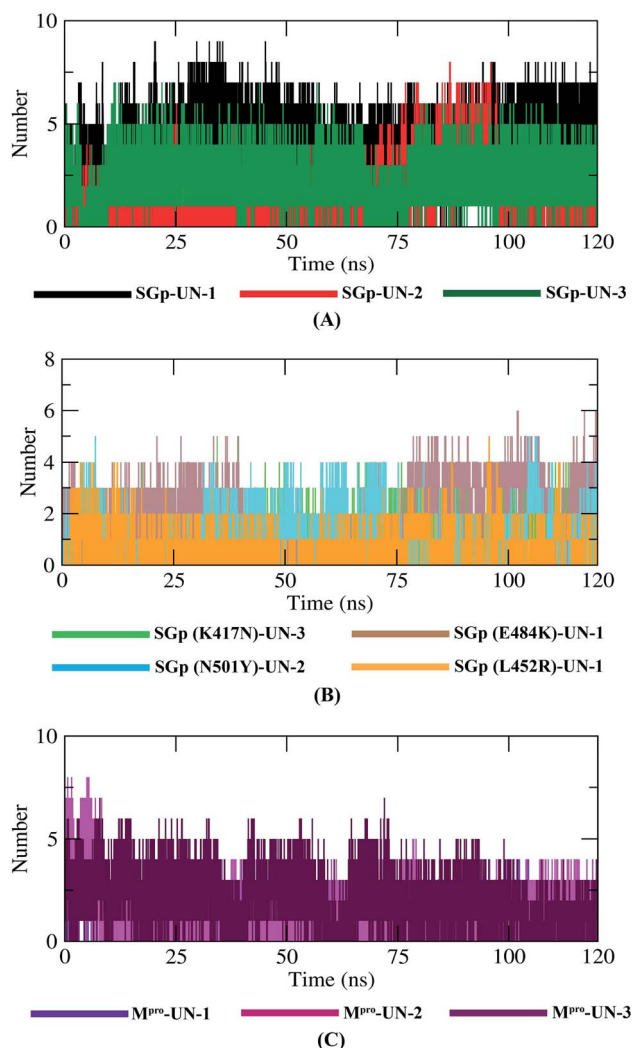 10
5
0
Number
0 25 50 75 100 120
Time (ns)
SGp-UN-1 SGp-UN-2 SGp-UN-3
(A)
8
6
4
2
0
Number
0 25 50 75 100 120
Time (ns)
SGp (K417N)-UN-3 SGp (E484K)-UN-1
SGp (N501Y)-UN-2 SGp (L452R)-UN-1
(B)
10
5
0
Number
0 25 50 75 100 120
Time (ns)
Mᵖʳᵒ-UN-1 Mᵖʳᵒ-UN-2 Mᵖʳᵒ-UN-3
(C)